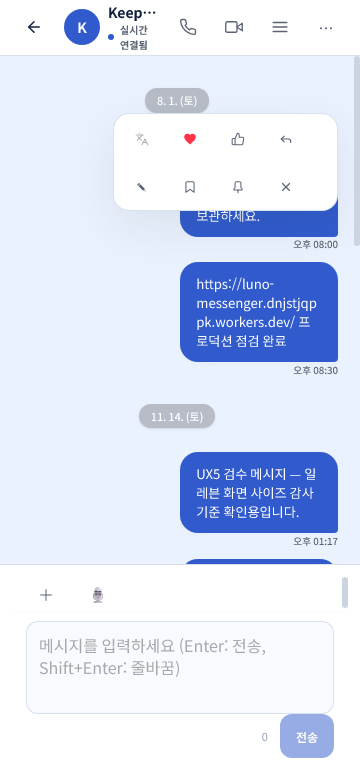 K
Keep…
실시간
연결됨
8. 1. (토)
보관하세요.
오후 08:00
https://luno-
messenger.dnjstjqp
pk.workers.dev/ 프
로덕션 점검 완료
오후 08:30
11. 14. (토)
UX5 검수 메시지 — 일
레븐 화면 사이즈 감사
기준 확인용입니다.
오후 01:17
메시지를 입력하세요 (Enter: 전송,
Shift+Enter: 줄바꿈)
0
전송